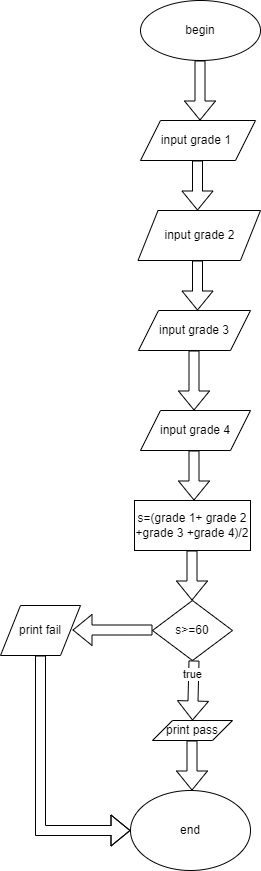 begin
input grade 1
input grade 2
input grade 3
input grade 4
s=(grade 1+ grade 2
+grade 3 +grade 4)/2
s>=60
print fail
true
print pass
end